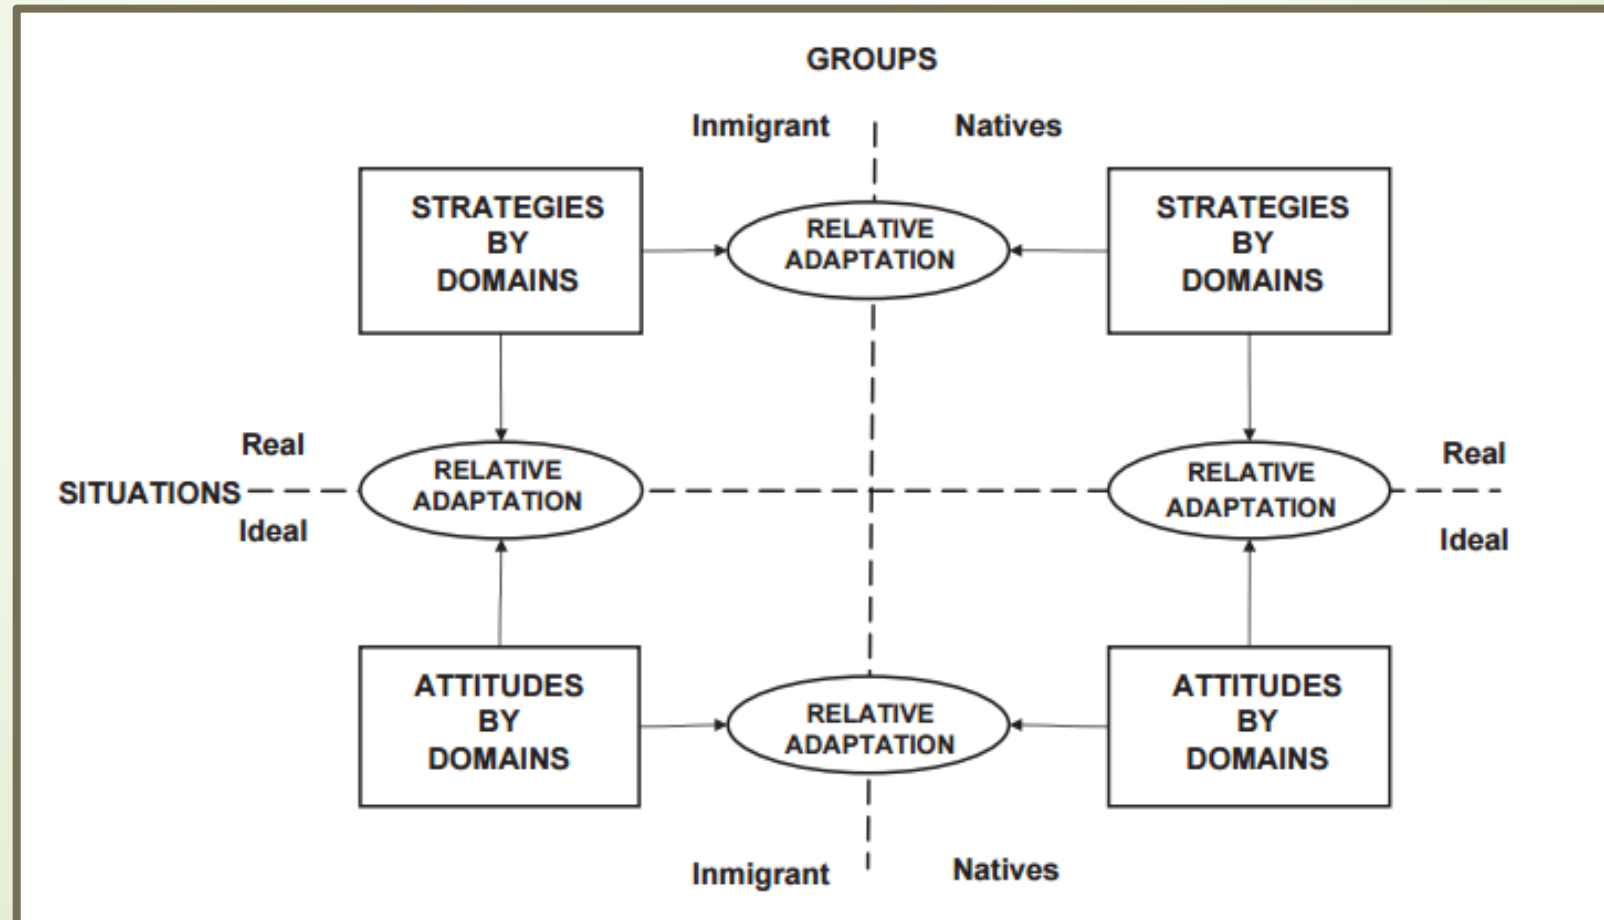 GROUPS
Inmigrant Natives
STRATEGIES
BY
DOMAINS
RELATIVE
ADAPTATION
STRATEGIES
BY
DOMAINS
Real
SITUATIONS
Ideal
RELATIVE
ADAPTATION
RELATIVE
ADAPTATION
Real
Ideal
ATTITUDES
BY
DOMAINS
RELATIVE
ADAPTATION
ATTITUDES
BY
DOMAINS
Inmigrant Natives